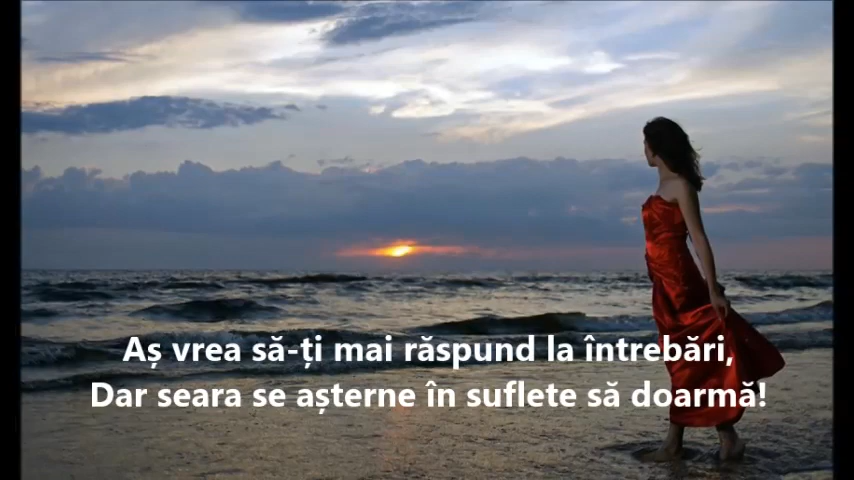 Aș vrea să-ți mai răspund la întrebări,
Dar seara se așterne în suflete să doarmă!